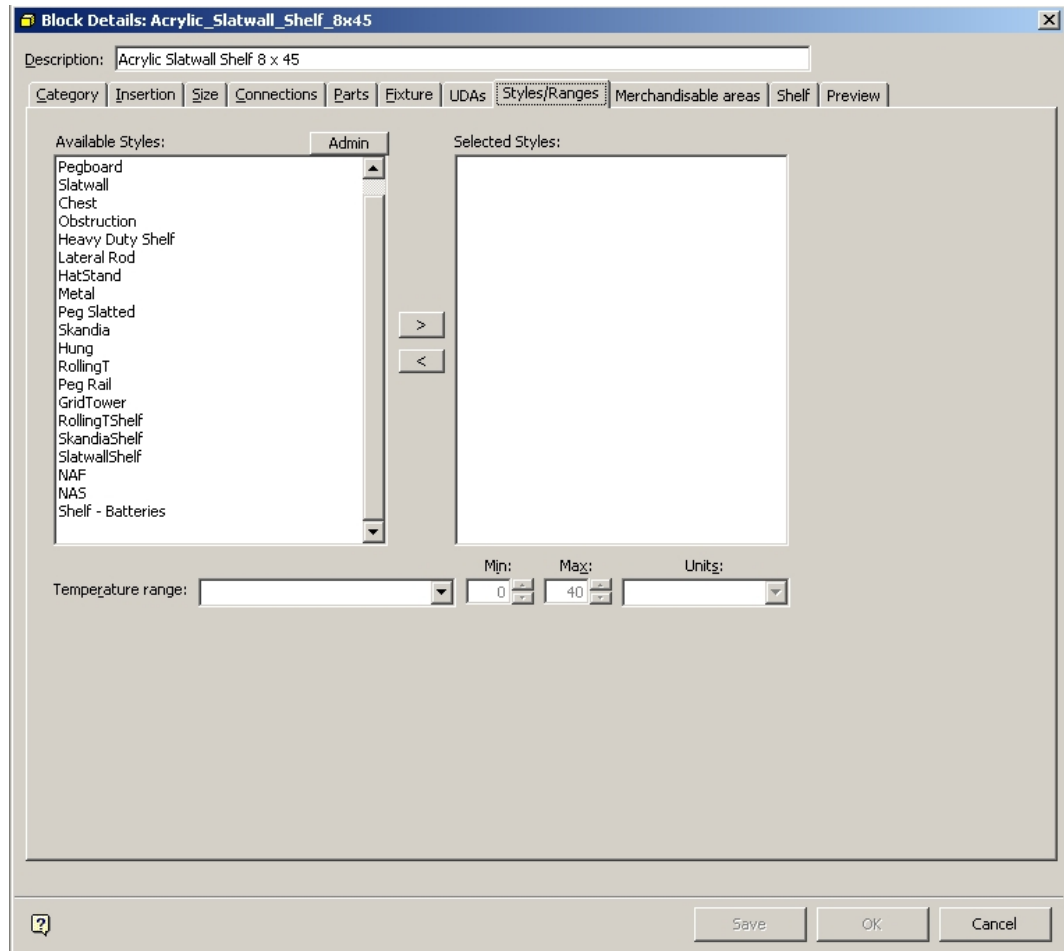 Block Details: Acrylic_Slatwall_Shelf_8x45
Description: Acrylic Slatwall Shelf 8 x 45
Category Insertion Size Connections Parts Fixture UDAs Styles/Ranges Merchandisable areas Shelf Preview
Available Styles: Admin Selected Styles:
Pegboard
Slatwall
Chest
Obstruction
Heavy Duty Shelf
Lateral Rod
HatStand
Metal
Peg Slatted
Skandia
Hung
RollingT
Peg Rail
GridTower
RollingTShelf
SkandiaShelf
SlatwallShelf
NAF
NAS
Shelf - Batteries
>
<
Min: Max: Units:
Temperature range: 0 40
? Save OK Cancel